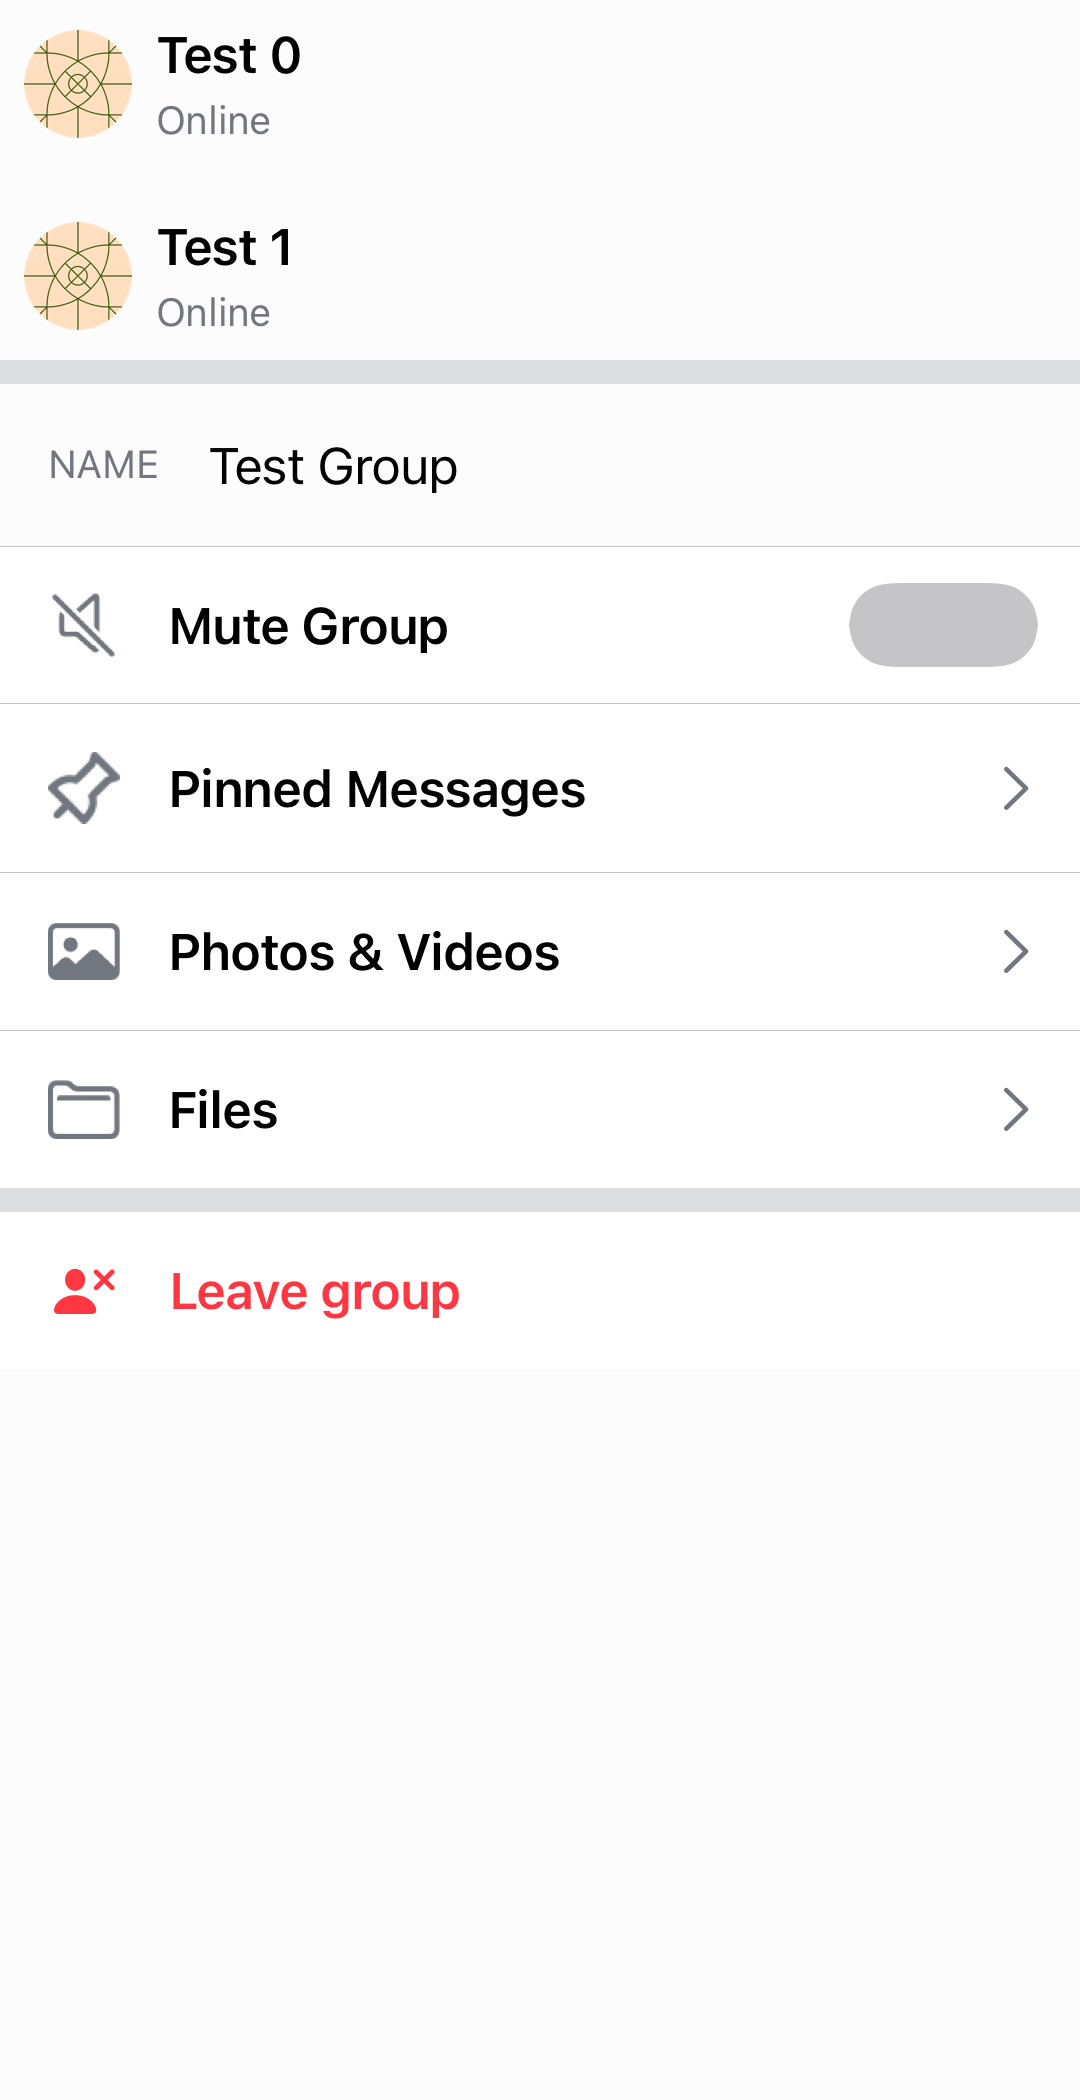 Test 0
Online
Test 1
Online
NAME Test Group
Mute Group
Pinned Messages
Photos & Videos
Files
Leave group